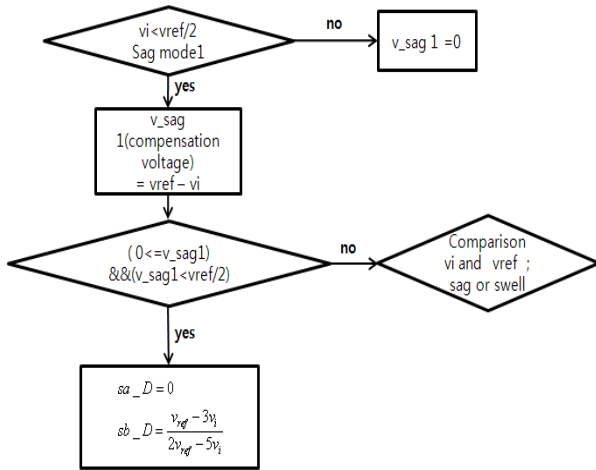 vi<vref/2
Sag mode1
no
v_sag 1 =0
yes
v_sag
1(compensation
voltage)
= vref – vi
( 0<=v_sag1)
&&(v_sag1<vref/2)
no
Comparison
vi and vref ;
sag or swell
yes
sa _ D = 0
sb _ D = (v_ref − 3v_i) / (2v_ref − 5v_i)